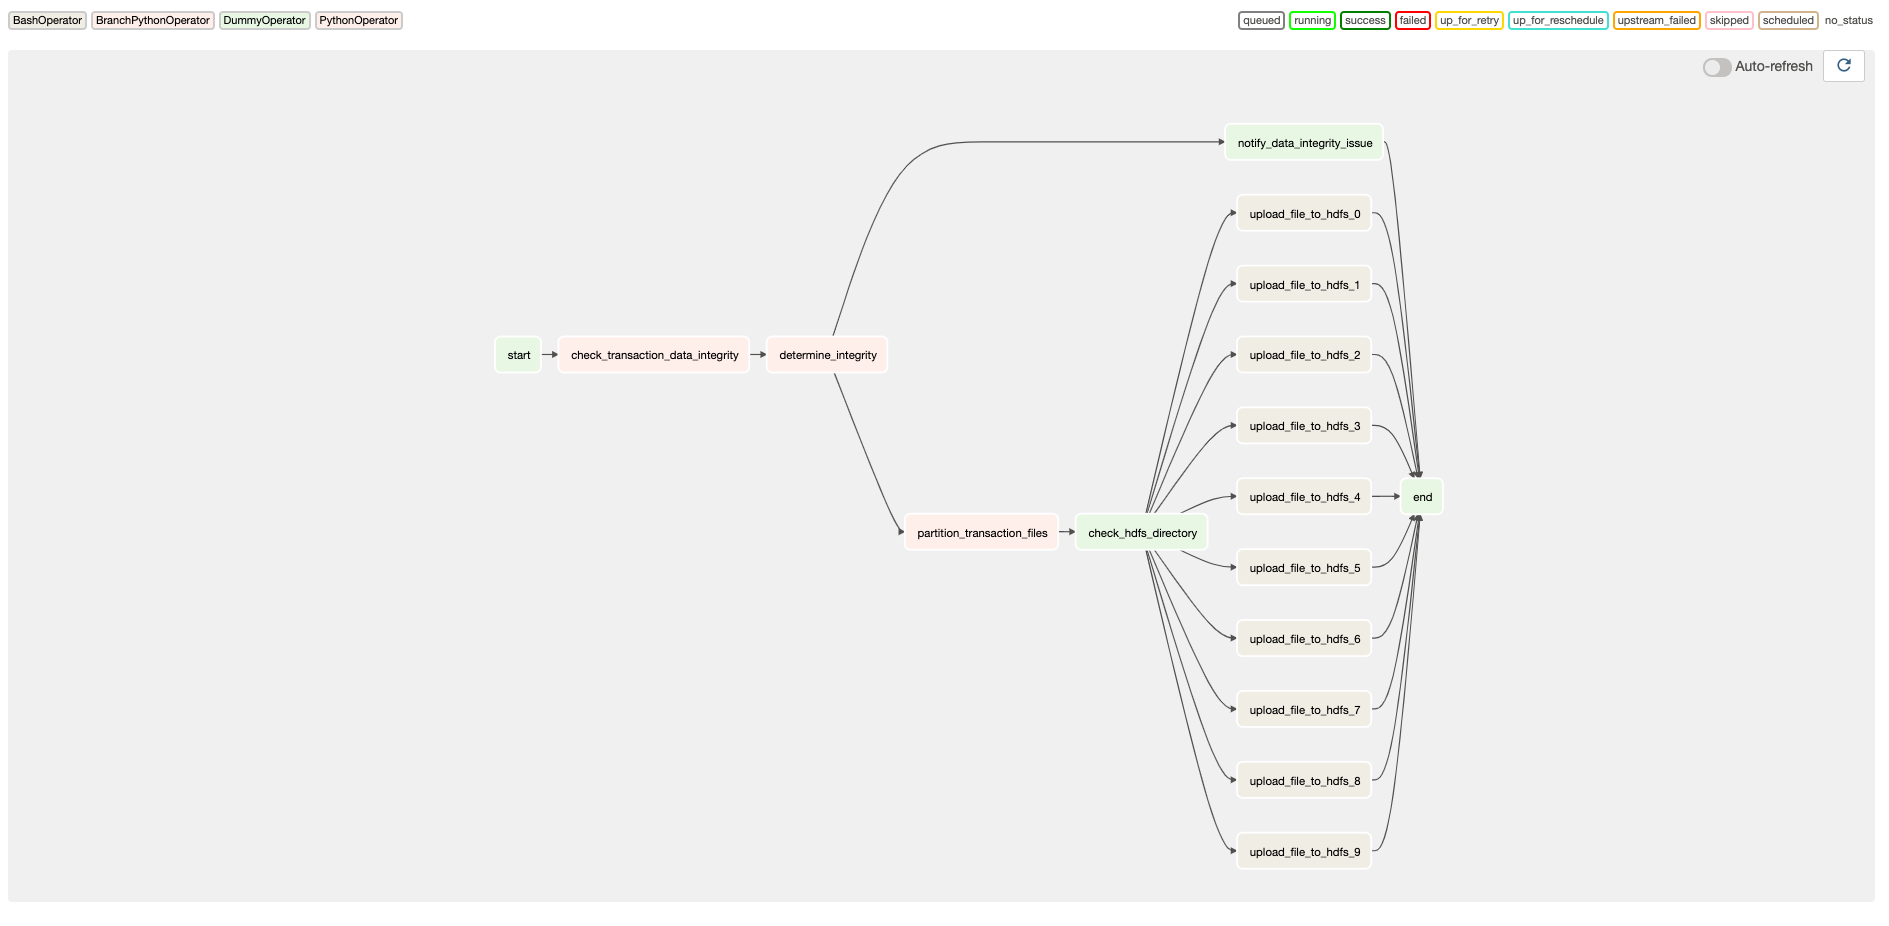 BashOperator BranchPythonOperator DummyOperator PythonOperator queued running success failed up_for_retry up_for_reschedule upstream_failed skipped scheduled no_status
Auto-refresh
notify_data_integrity_issue
upload_file_to_hdfs_0
upload_file_to_hdfs_1
start check_transaction_data_integrity determine_integrity upload_file_to_hdfs_2
upload_file_to_hdfs_3
upload_file_to_hdfs_4 end
partition_transaction_files check_hdfs_directory
upload_file_to_hdfs_5
upload_file_to_hdfs_6
upload_file_to_hdfs_7
upload_file_to_hdfs_8
upload_file_to_hdfs_9